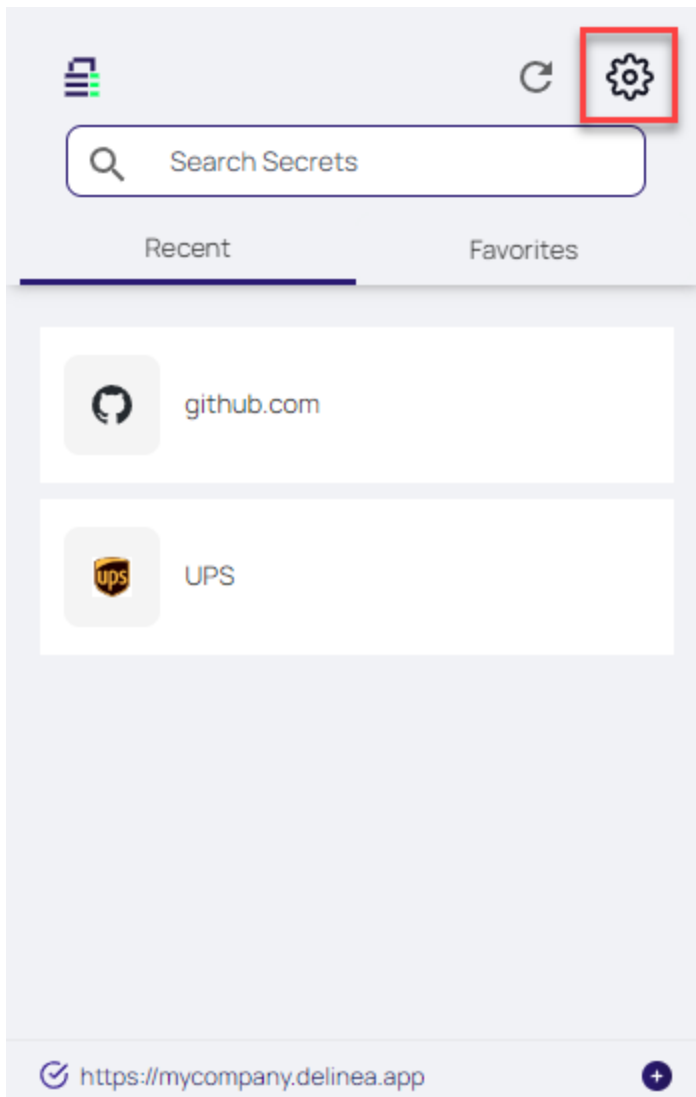 Search Secrets
Recent Favorites
github.com
ups
UPS
https://mycompany.delinea.app